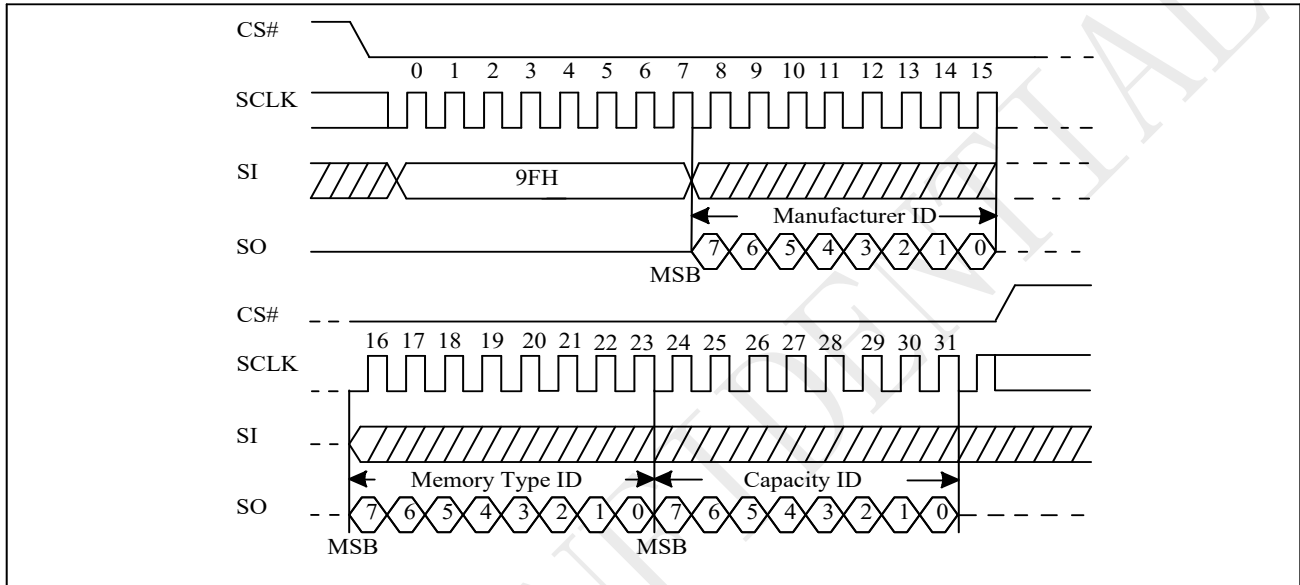 CS#
0 1 2 3 4 5 6 7 8 9 10 11 12 13 14 15
SCLK
SI
9FH
Manufacturer ID
SO
7 6 5 4 3 2 1 0
MSB
CS#
16 17 18 19 20 21 22 23 24 25 26 27 28 29 30 31
SCLK
SI
Memory Type ID Capacity ID
SO
7 6 5 4 3 2 1 0 7 6 5 4 3 2 1 0
MSB MSB